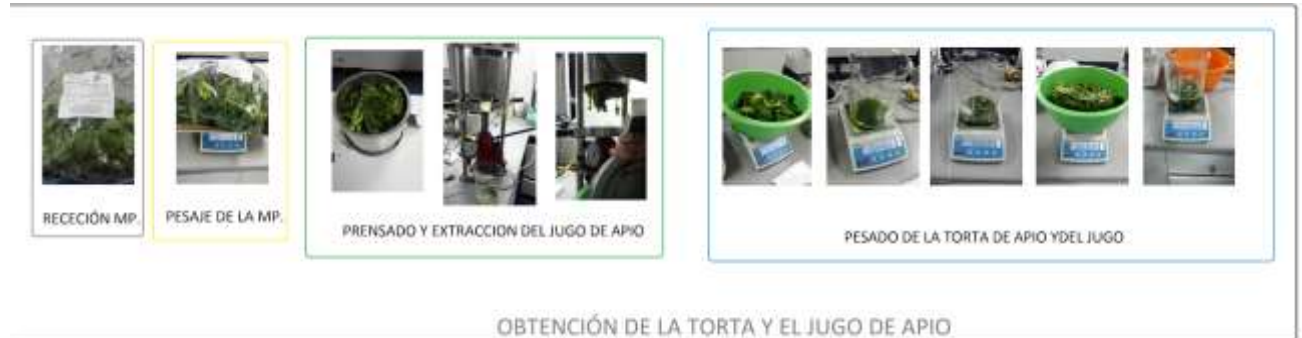 RECECIÓN MP.
PESAJE DE LA MP.
PRENSADO Y EXTRACCION DEL JUGO DE APIO
PESADO DE LA TORTA DE APIO YDEL JUGO
OBTENCIÓN DE LA TORTA Y EL JUGO DE APIO